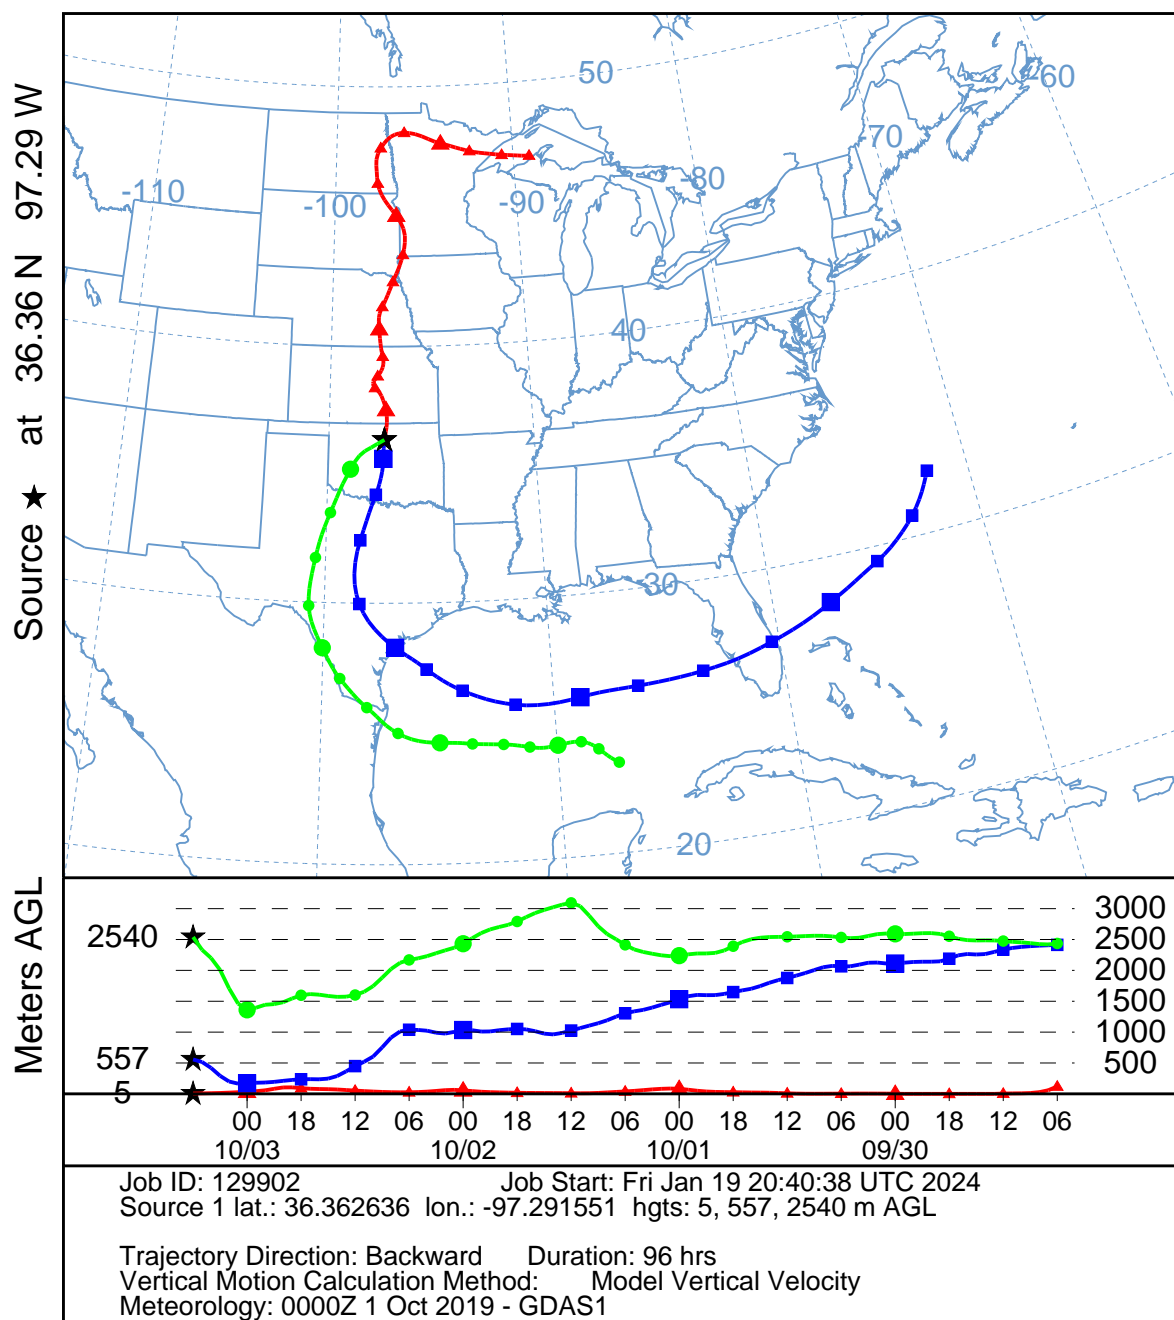 Source ★ at 36.36 N 97.29 W
50
-60
-70
-110
-80
-100
-90
40
30
20
Meters AGL
3000
2540
2500
2000
1500
1000
557
500
5
00 18 12 06 00 18 12 06 00 18 12 06 00 18 12 06
10/03 10/02 10/01 09/30
Job ID: 129902 Job Start: Fri Jan 19 20:40:38 UTC 2024
Source 1 lat.: 36.362636 lon.: -97.291551 hgts: 5, 557, 2540 m AGL
Trajectory Direction: Backward Duration: 96 hrs
Vertical Motion Calculation Method: Model Vertical Velocity
Meteorology: 0000Z 1 Oct 2019 - GDAS1